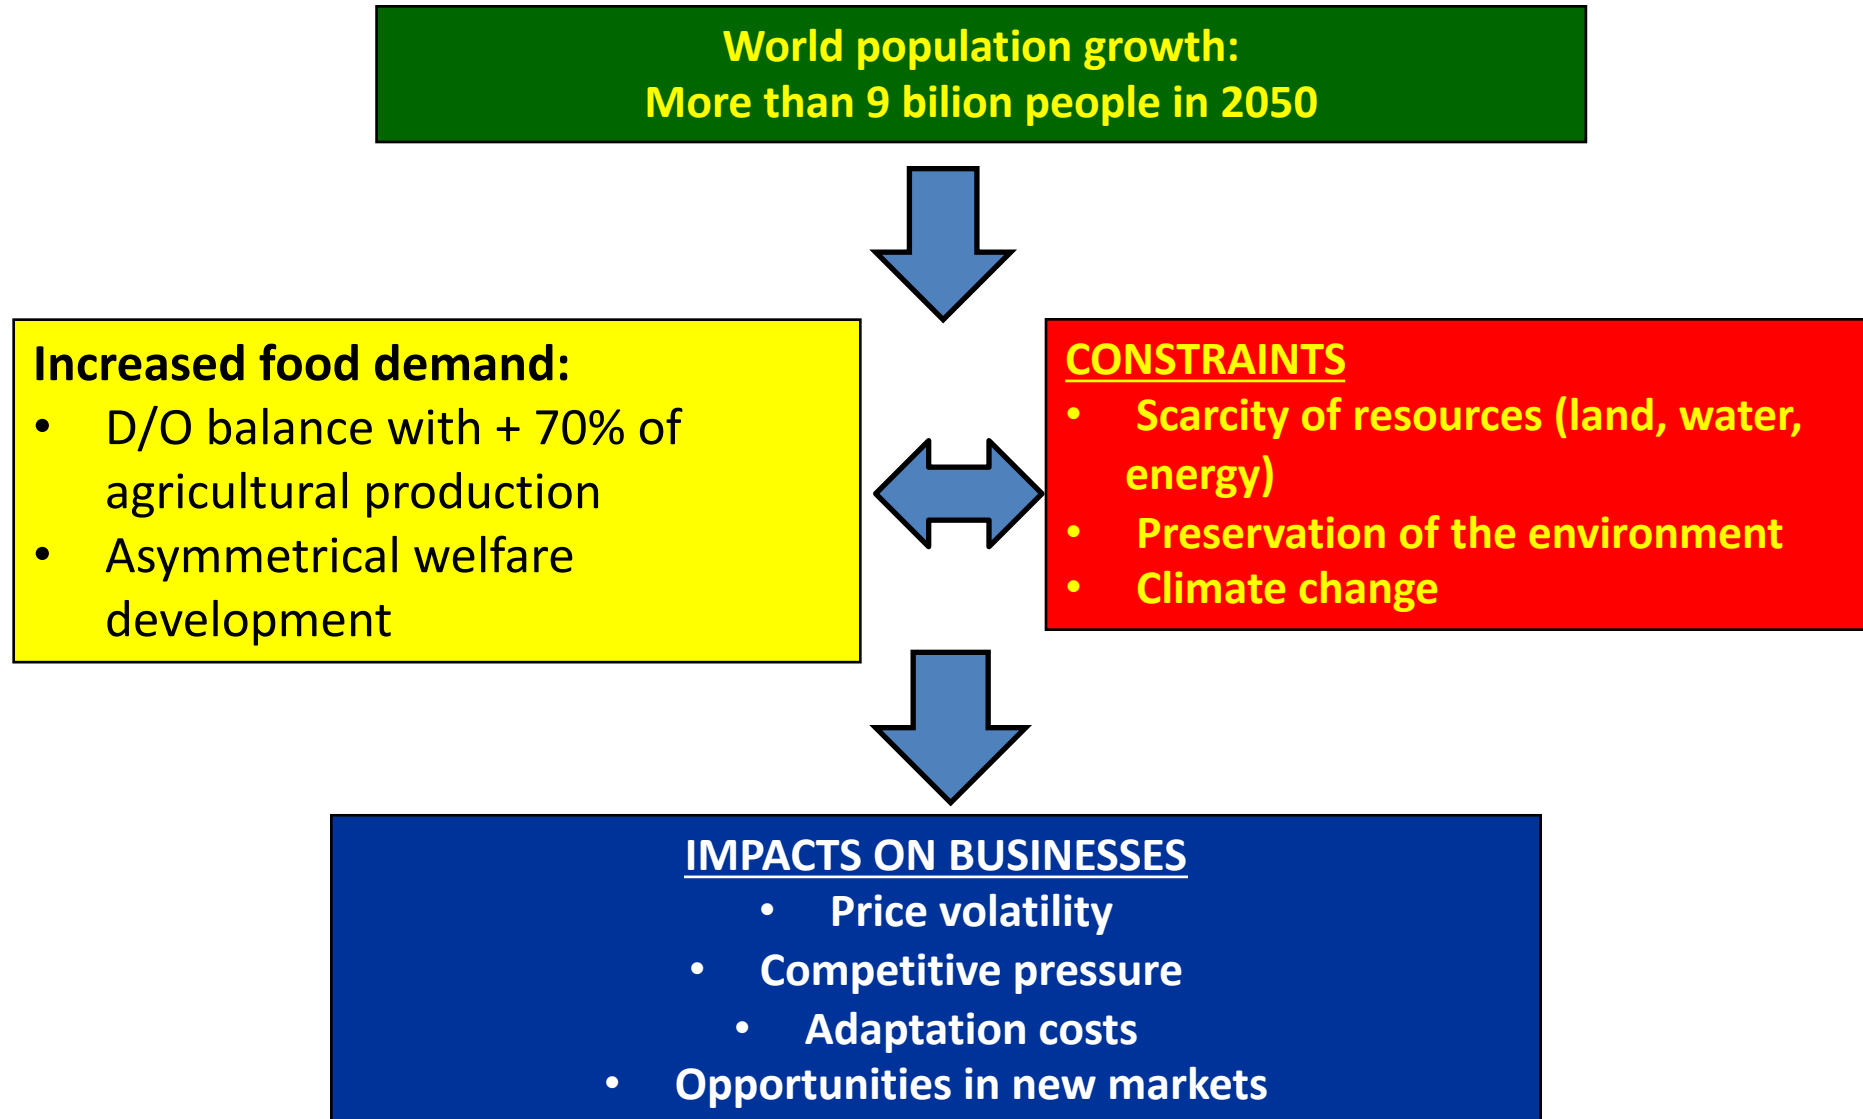 World population growth:
More than 9 bilion people in 2050
Increased food demand:
• D/O balance with + 70% of
agricultural production
• Asymmetrical welfare
development
CONSTRAINTS
• Scarcity of resources (land, water,
energy)
• Preservation of the environment
• Climate change
IMPACTS ON BUSINESSES
• Price volatility
• Competitive pressure
• Adaptation costs
• Opportunities in new markets